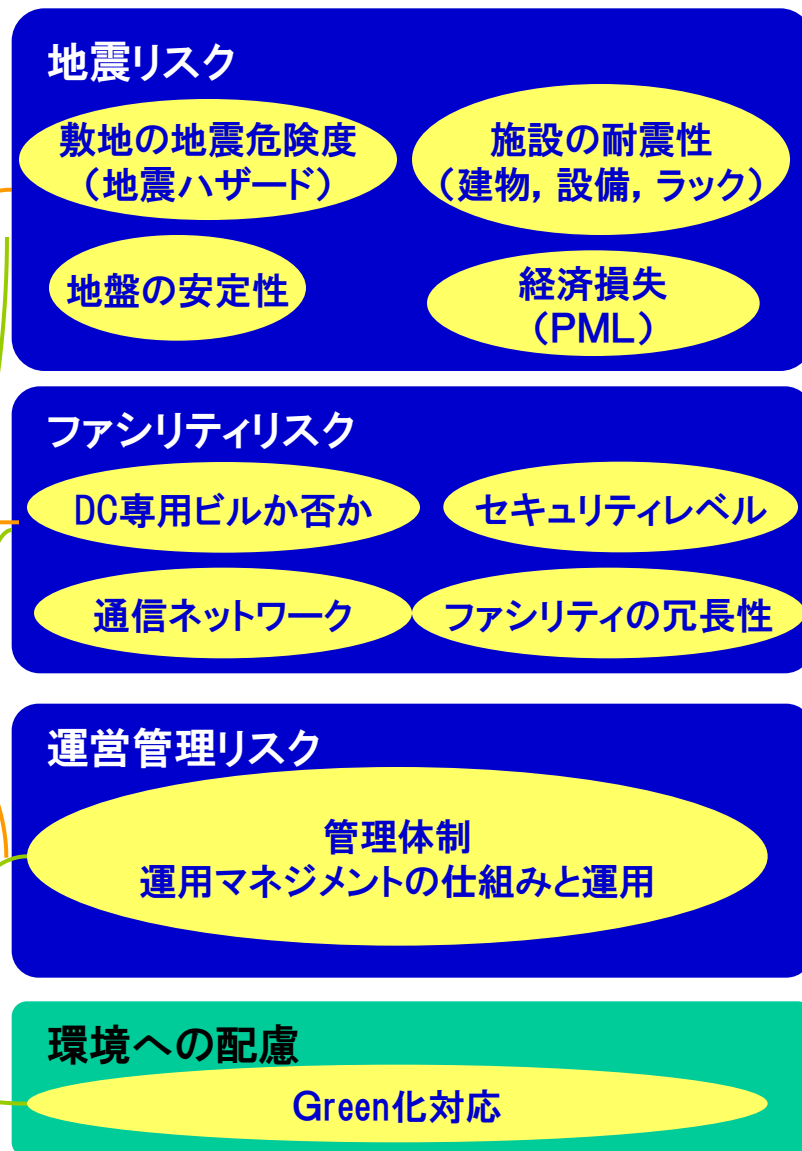 地震リスク
敷地の地震危険度
(地震ハザード)
施設の耐震性
(建物, 設備, ラック)
地盤の安定性
経済損失
(PML)
ファシリティリスク
DC専用ビルか否か
セキュリティレベル
通信ネットワーク
ファシリティの冗長性
運営管理リスク
管理体制
運用マネジメントの仕組みと運用
環境への配慮
Green化対応